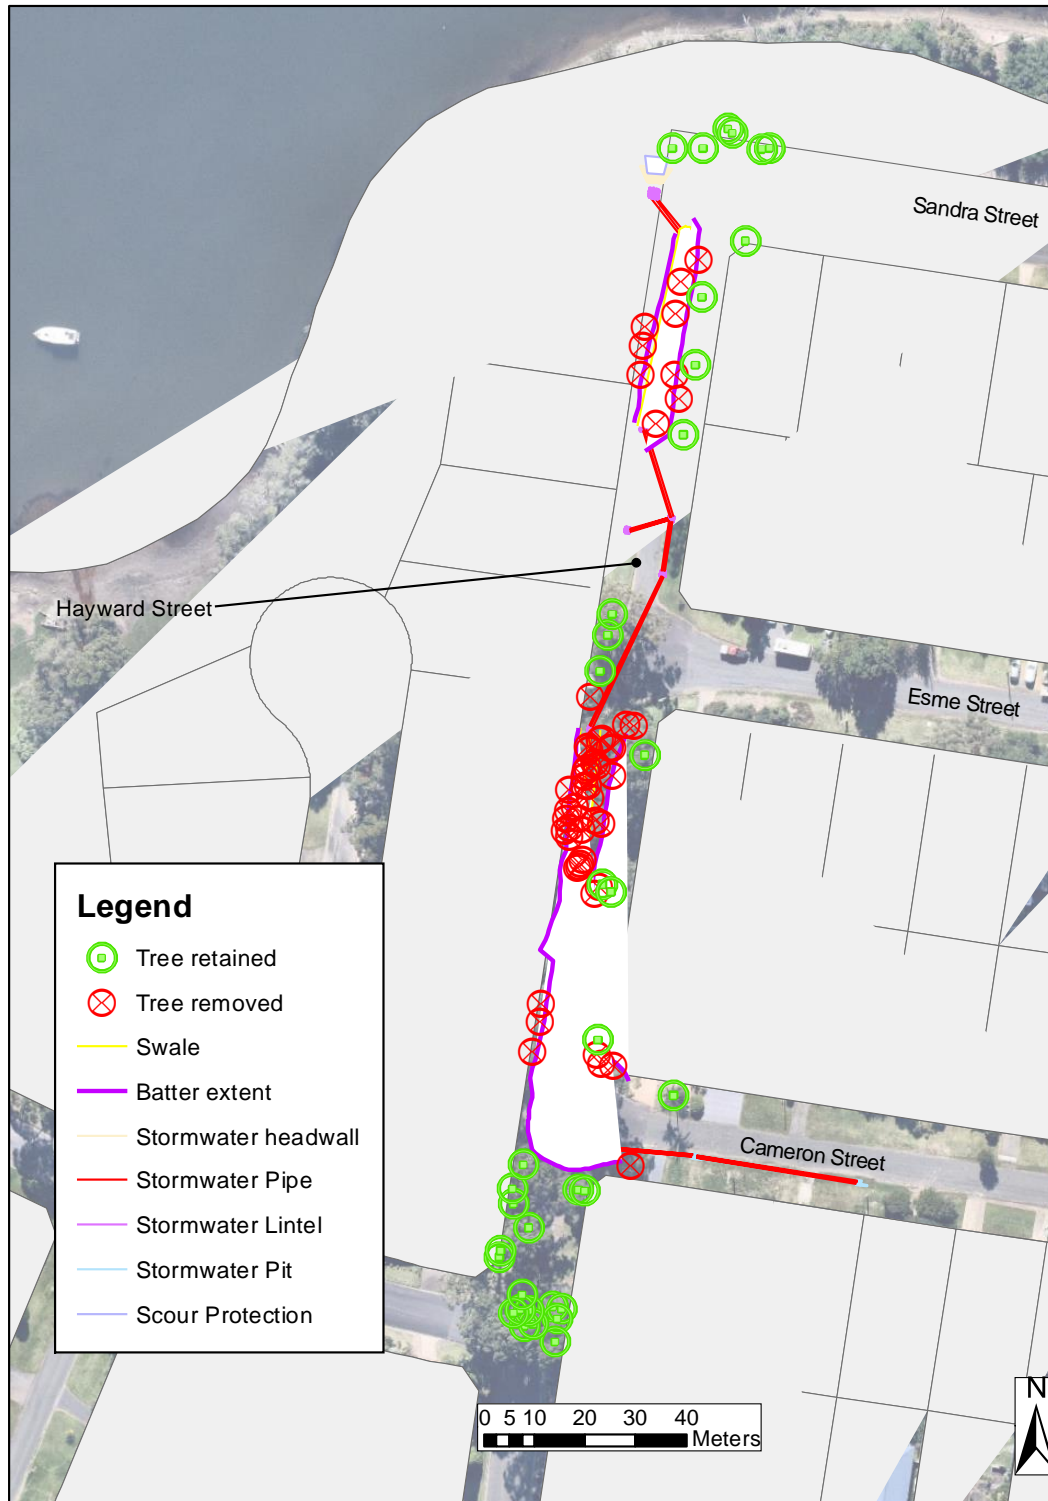 Sandra Street
Hayward Street
Esme Street
Legend
Tree retained
Tree removed
Swale
Batter extent
Stormwater headwall
Stormwater Pipe
Stormwater Lintel
Stormwater Pit
Scour Protection
Cameron Street
0 5 10 20 30 40
Meters
N